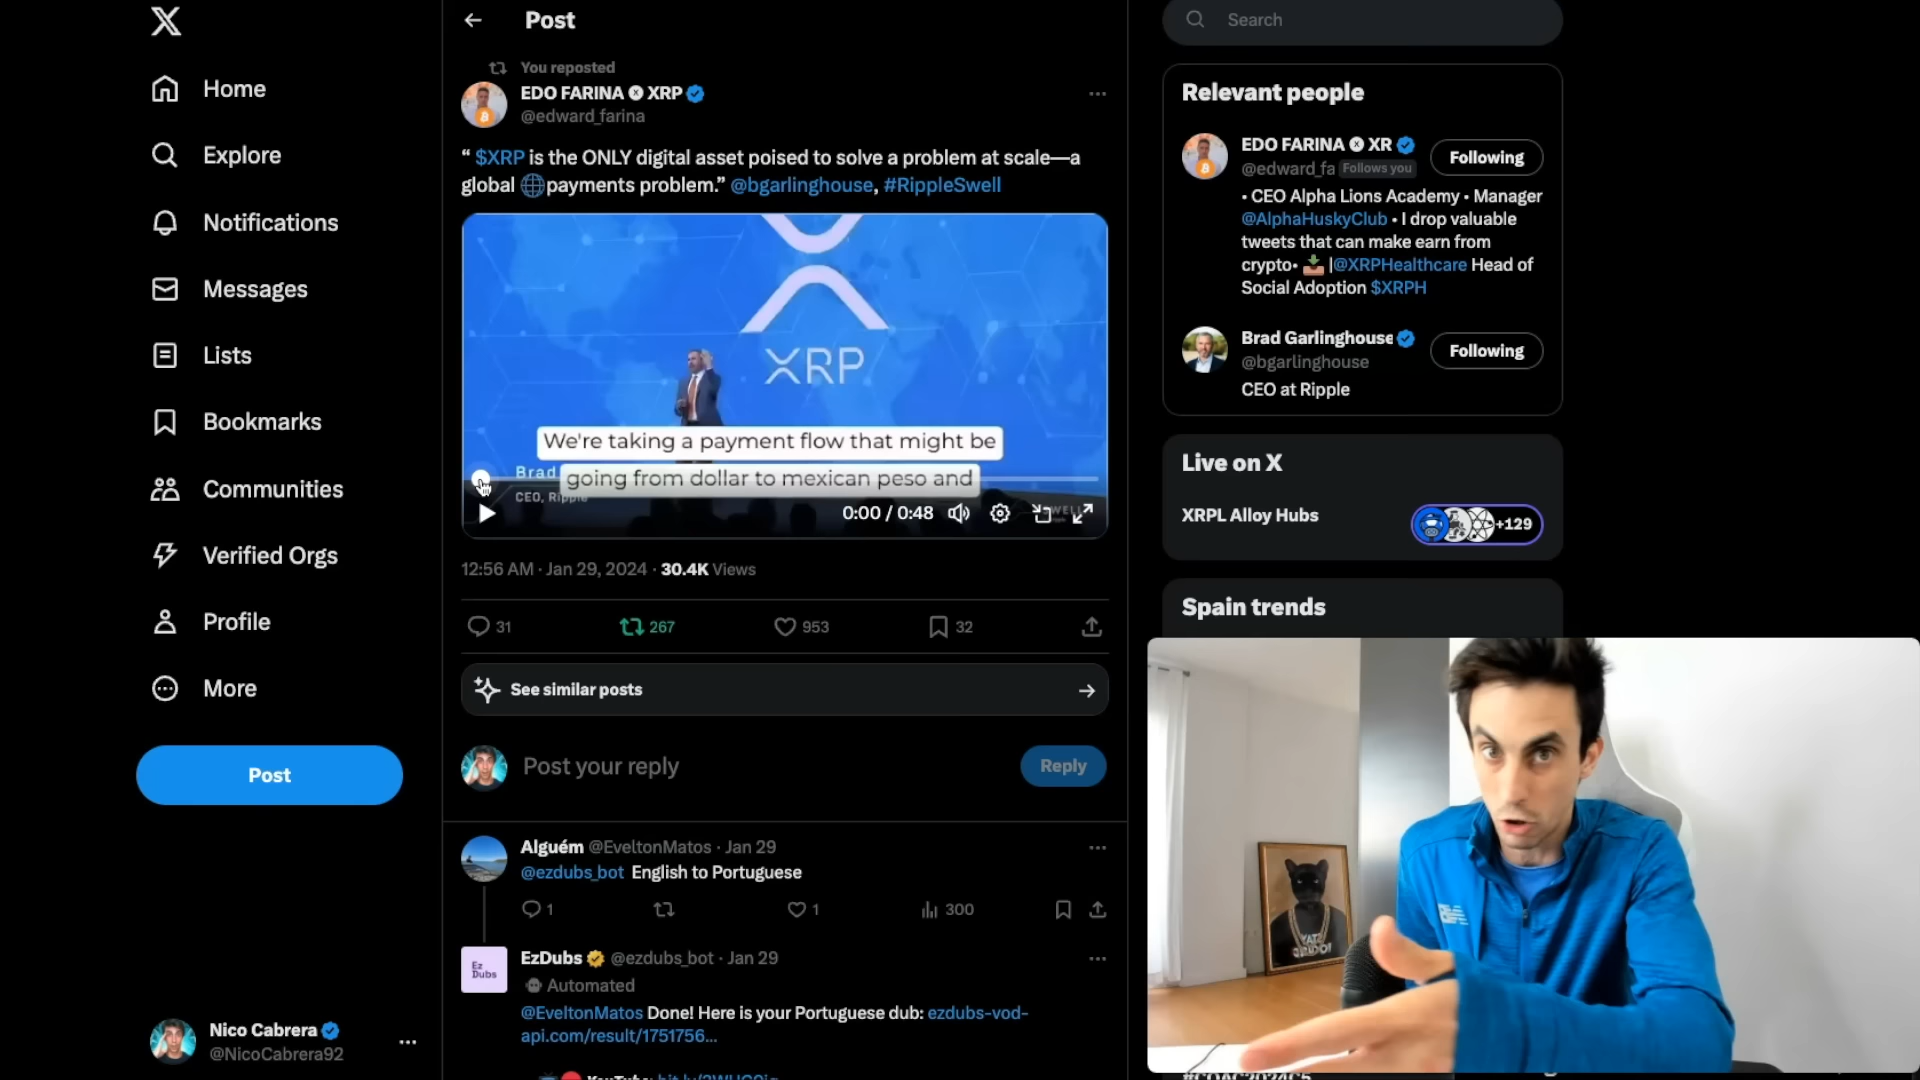 Home
Explore
Notifications
Messages
Lists
Bookmarks
Communities
Verified Orgs
Profile
More
Post
Nico Cabrera
@NicoCabrera92
Post
You reposted
EDO FARINA XRP
@edward_farina
“ $XRP is the ONLY digital asset poised to solve a problem at scale—a
global 🌐payments problem.” @bgarlinghouse, #RippleSwell
XRP
We're taking a payment flow that might be
Brad
going from dollar to mexican peso and
CEO, Ripple
0:00 / 0:48
12:56 AM · Jan 29, 2024 · 30.4K Views
31 267 953 32
See similar posts
Post your reply
Reply
Alguém @EveltonMatos · Jan 29
@ezdubs_bot English to Portuguese
1 1 300
Ez
Dubs
EzDubs @ezdubs_bot · Jan 29
Automated
@EveltonMatos Done! Here is your Portuguese dub: ezdubs-vod-
api.com/result/1751756...
Search
Relevant people
EDO FARINA XR
Following
@edward_fa Follows you
• CEO Alpha Lions Academy • Manager
@AlphaHuskyClub • I drop valuable
tweets that can make earn from
crypto• 📥 |@XRPHealthcare Head of
Social Adoption $XRPH
Brad Garlinghouse
Following
@bgarlinghouse
CEO at Ripple
Live on X
XRPL Alloy Hubs
+129
Spain trends